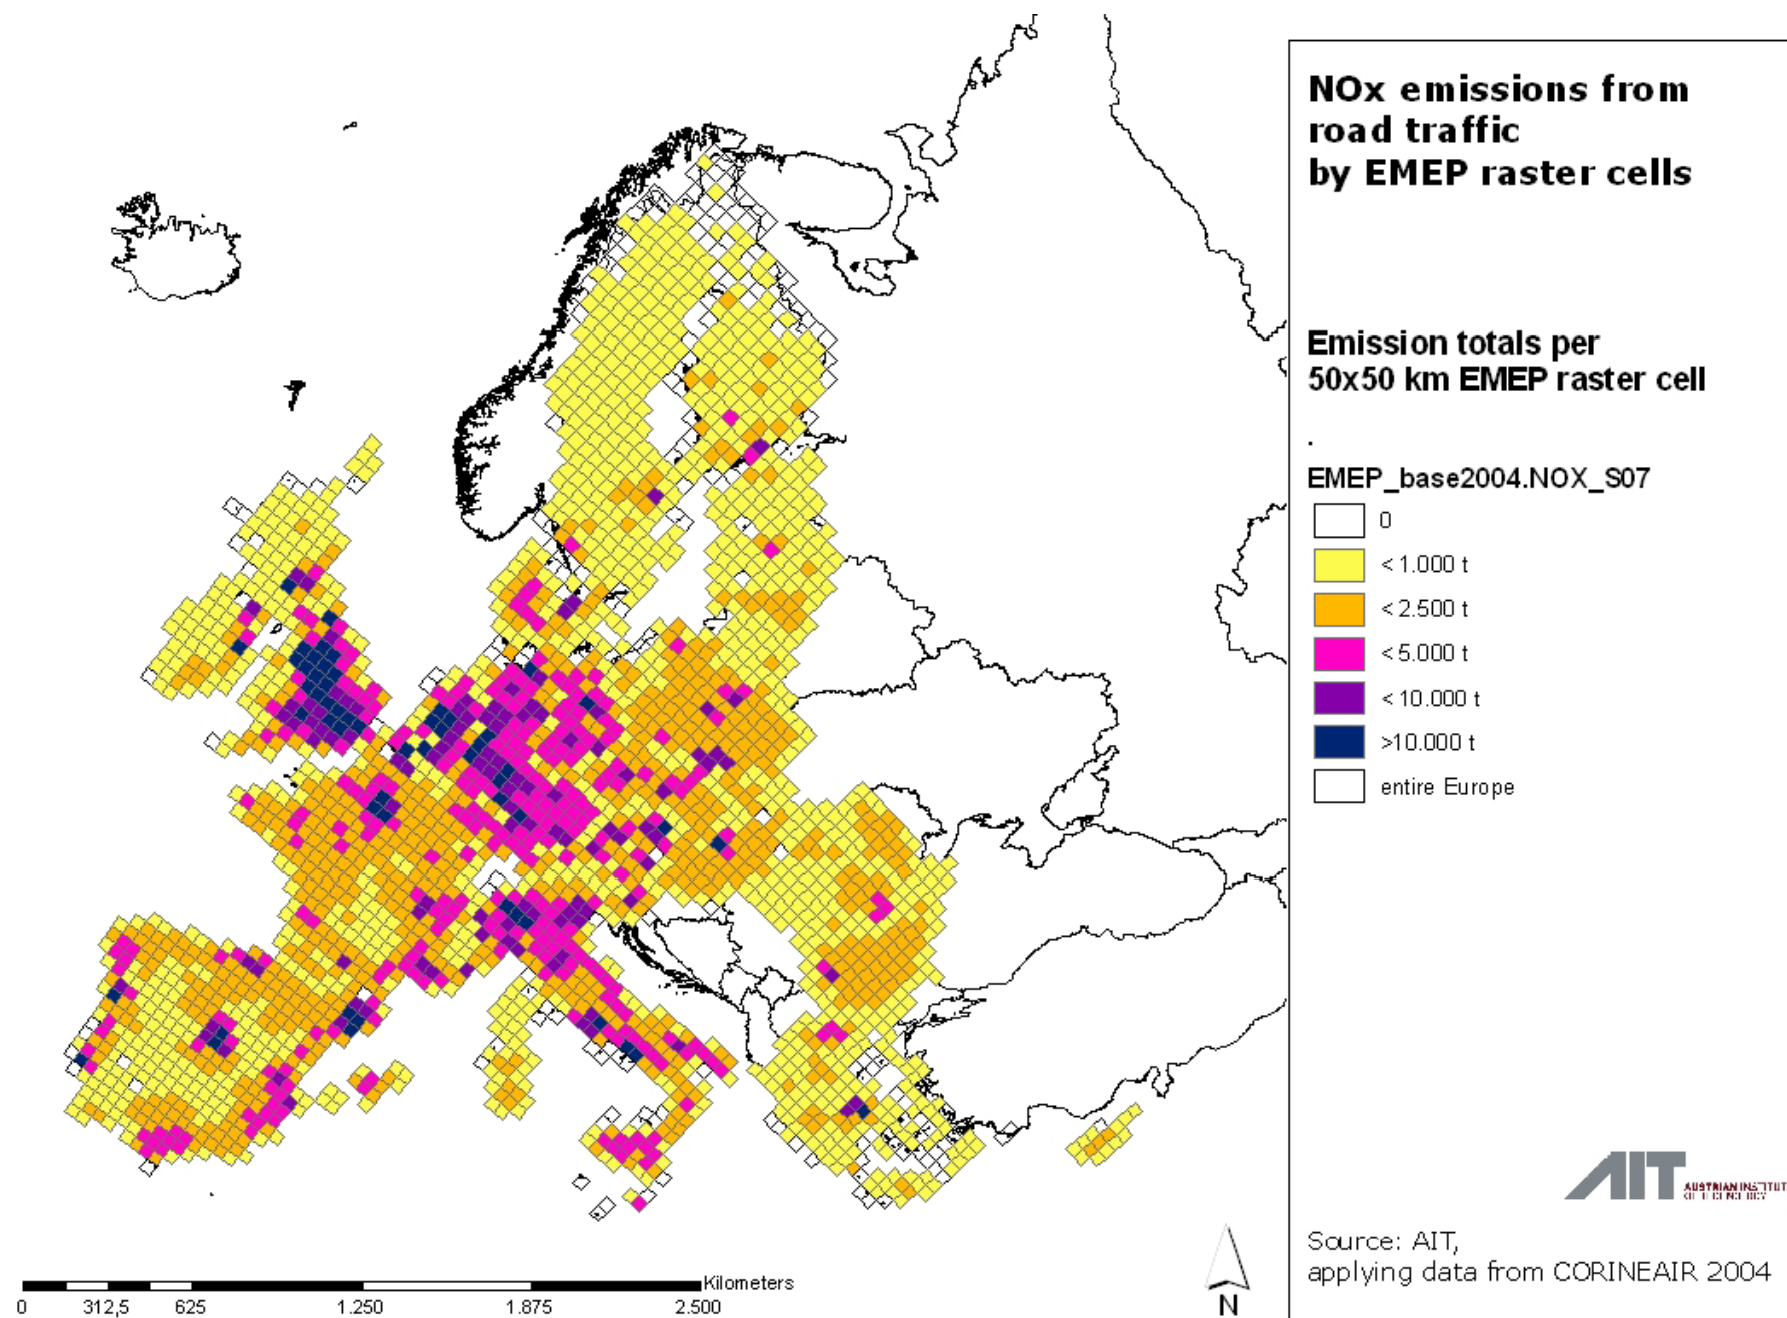 NOx emissions from
road traffic
by EMEP raster cells
Emission totals per
50x50 km EMEP raster cell
.
EMEP_base2004.NOX_S07
0
< 1.000 t
< 2.500 t
< 5.000 t
< 10.000 t
>10.000 t
entire Europe
AIT
AUSTRIAN INSTITUT
Source: AIT,
applying data from CORINEAIR 2004
Kilometers
0 312,5 625 1.250 1.875 2.500
N